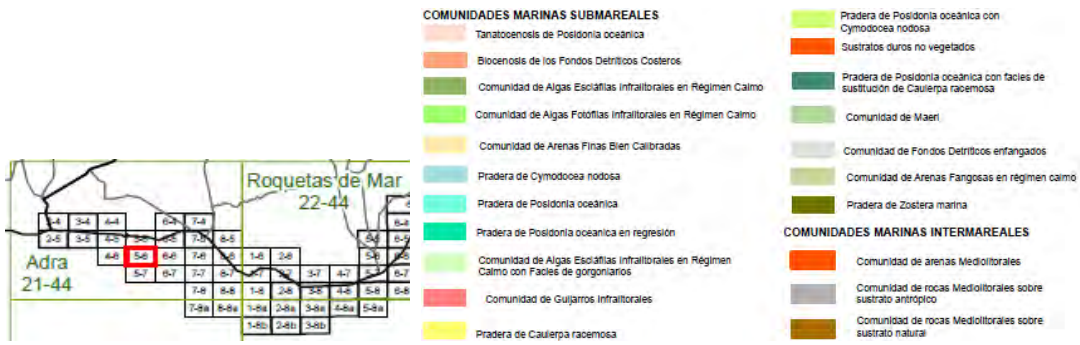 Roquetas de Mar
22-44
3-4 4-4 6-4 7-4
2-5 3-5 4-5 8-5
4-6 5-6 6-6 7-6 8-6 1-6 2-6
Adra
21-44
5-7 6-7 7-7 8-7 3-7 4-7
7-8 8-8 1-8 2-8 4-8 5-8
7-8a 8-8a 1-8a 2-8a 3-8a 4-8a 5-8a
1-8b 2-8b 3-8b
COMUNIDADES MARINAS SUBMAREALES
Tanatocenosis de Posidonia oceánica
Biocenosis de los Fondos Detríticos Costeros
Comunidad de Algas Esciáfilas Infralitorales en Régimen Calmo
Comunidad de Algas Fotófilas Infralitorales en Régimen Calmo
Comunidad de Arenas Finas Bien Calibradas
Pradera de Cymodocea nodosa
Pradera de Posidonia oceánica
Pradera de Posidonia oceanica en regresión
Comunidad de Algas Esciáfilas Infralitorales en Régimen
Calmo con Facies de gorgoniarios
Comunidad de Guijarros Infralitorales
Pradera de Caulerpa racemosa
Pradera de Posidonia oceánica con
Cymodocea nodosa
Sustratos duros no vegetados
Pradera de Posidonia oceánica con facies de
sustitución de Caulerpa racemosa
Comunidad de Maerl
Comunidad de Fondos Detríticos enfangados
Comunidad de Arenas Fangosas en régimen calmo
Pradera de Zostera marina
COMUNIDADES MARINAS INTERMAREALES
Comunidad de arenas Mediolitorales
Comunidad de rocas Mediolitorales sobre
sustrato antrópico
Comunidad de rocas Mediolitorales sobre
sustrato natural